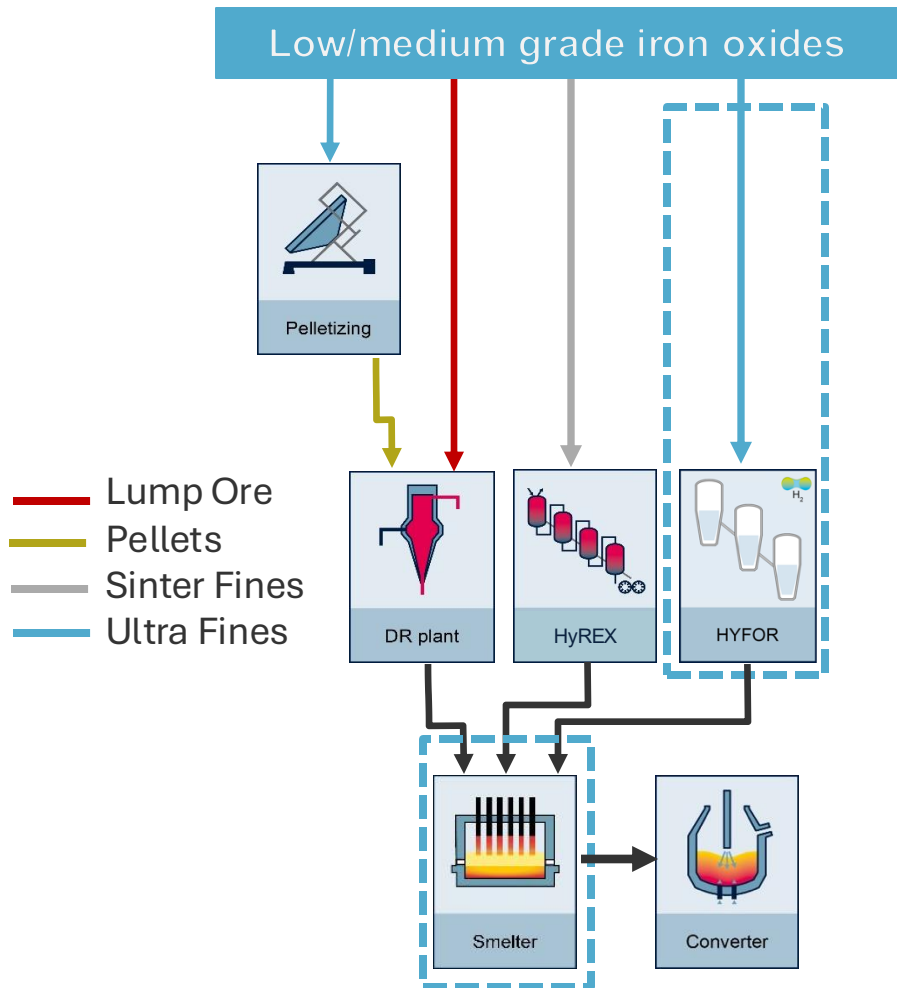 Low/medium grade iron oxides
Pelletizing
Lump Ore
Pellets
Sinter Fines
Ultra Fines
H₂
DR plant
HyREX
HYFOR
Smelter
Converter